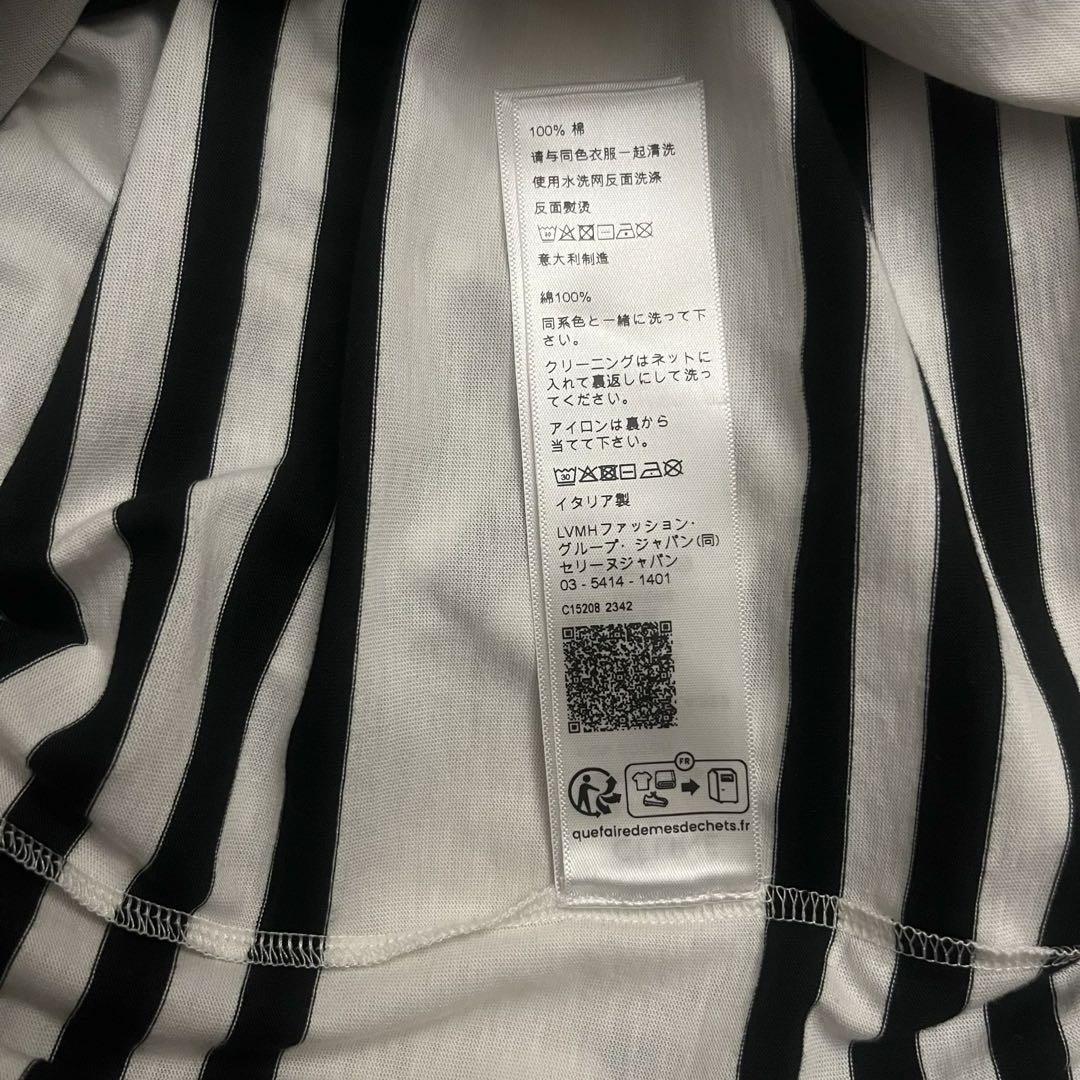 100% 棉
请与同色衣服一起清洗
使用水洗网反面洗涤
反面熨烫
意大利制造
綿100%
同系色と一緒に洗って下
さい。
クリーニングはネットに
入れて裏返しにして洗っ
てください。
アイロンは裏から
当てて下さい。
30
イタリア製
LVMHファッション・
グループ・ジャパン(同)
セリーヌジャパン
03 - 5414 - 1401
C15208 2342
FR
quefairedemesdechets.fr